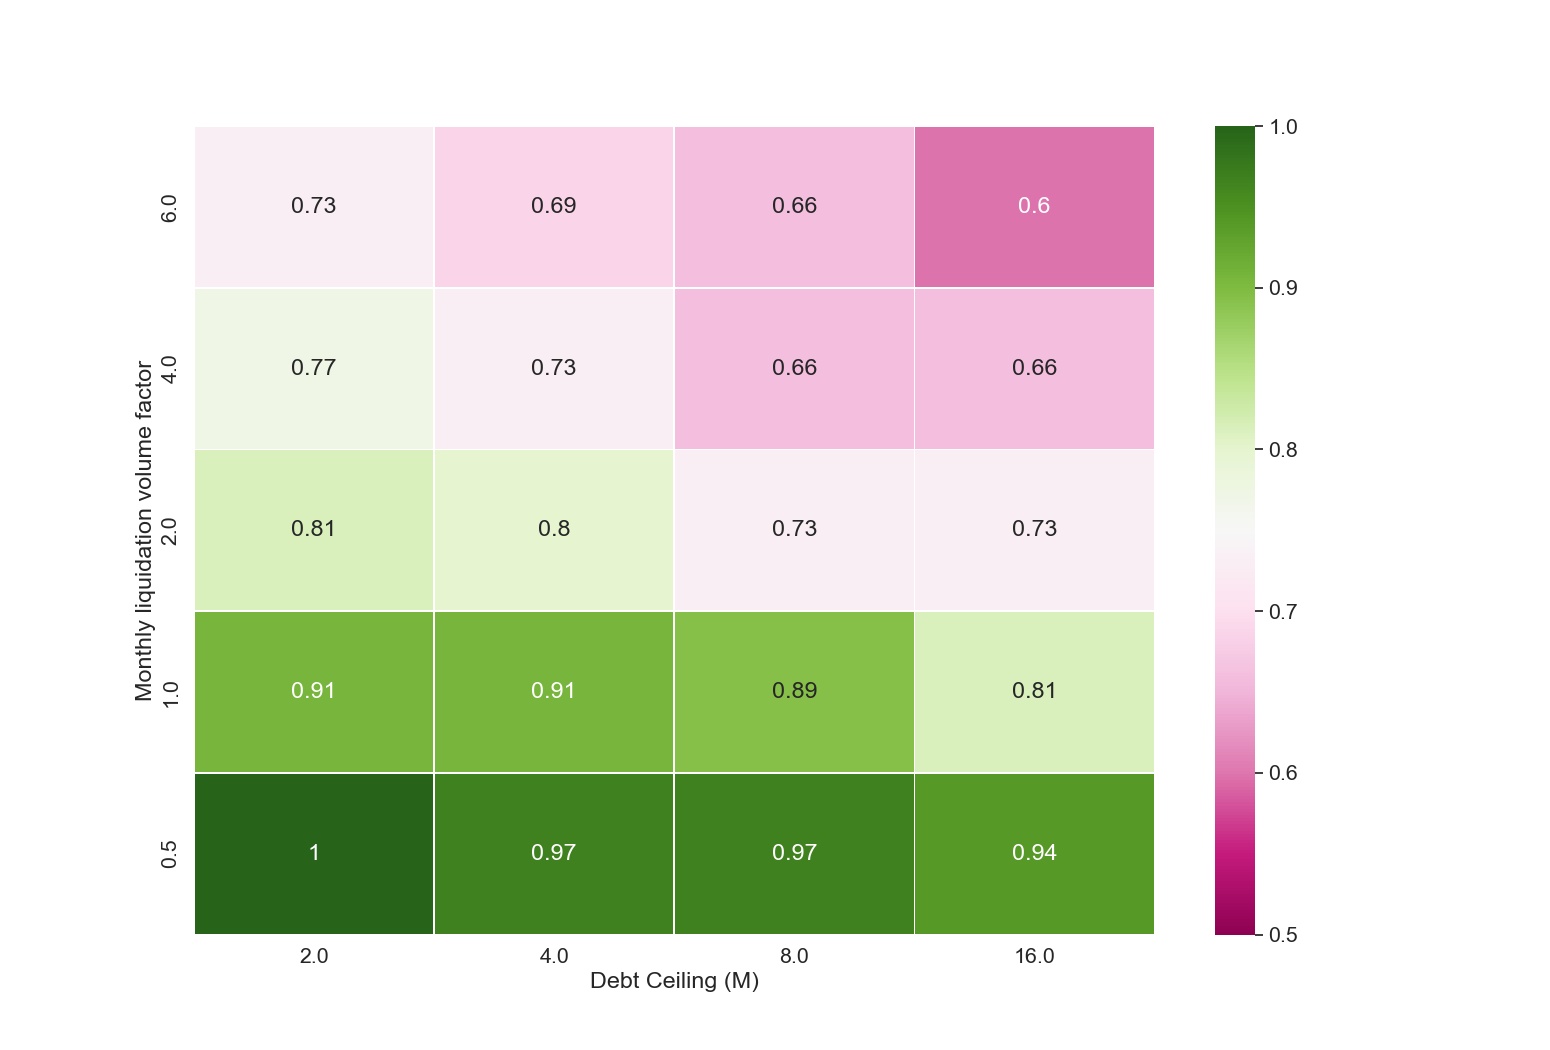 Monthly liquidation volume factor
6.0 0.73 0.69 0.66 0.6
4.0 0.77 0.73 0.66 0.66
2.0 0.81 0.8 0.73 0.73
1.0 0.91 0.91 0.89 0.81
0.5 1 0.97 0.97 0.94
2.0 4.0 8.0 16.0
Debt Ceiling (M)
1.0
0.9
0.8
0.7
0.6
0.5